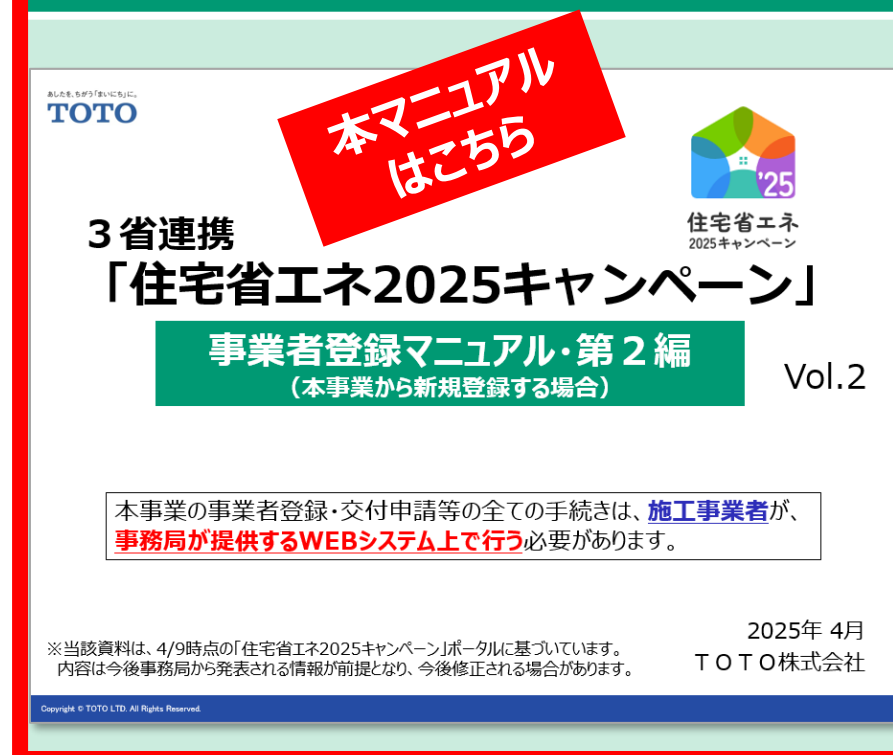 あしたを、ちがう「まいにち」に。
TOTO
本マニュアル
はこちら
'25
住宅省エネ
2025キャンペーン
３省連携
「住宅省エネ2025キャンペーン」
事業者登録マニュアル・第２編
（本事業から新規登録する場合）
Vol.2
本事業の事業者登録・交付申請等の全ての手続きは、施工事業者が、
事務局が提供するWEBシステム上で行う必要があります。
※当該資料は、4/9時点の「住宅省エネ2025キャンペーン」ポータルに基づいています。
内容は今後事務局から発表される情報が前提となり、今後修正される場合があります。
2025年 4月
ＴＯＴＯ株式会社
Copyright © TOTO LTD. All Rights Reserved.